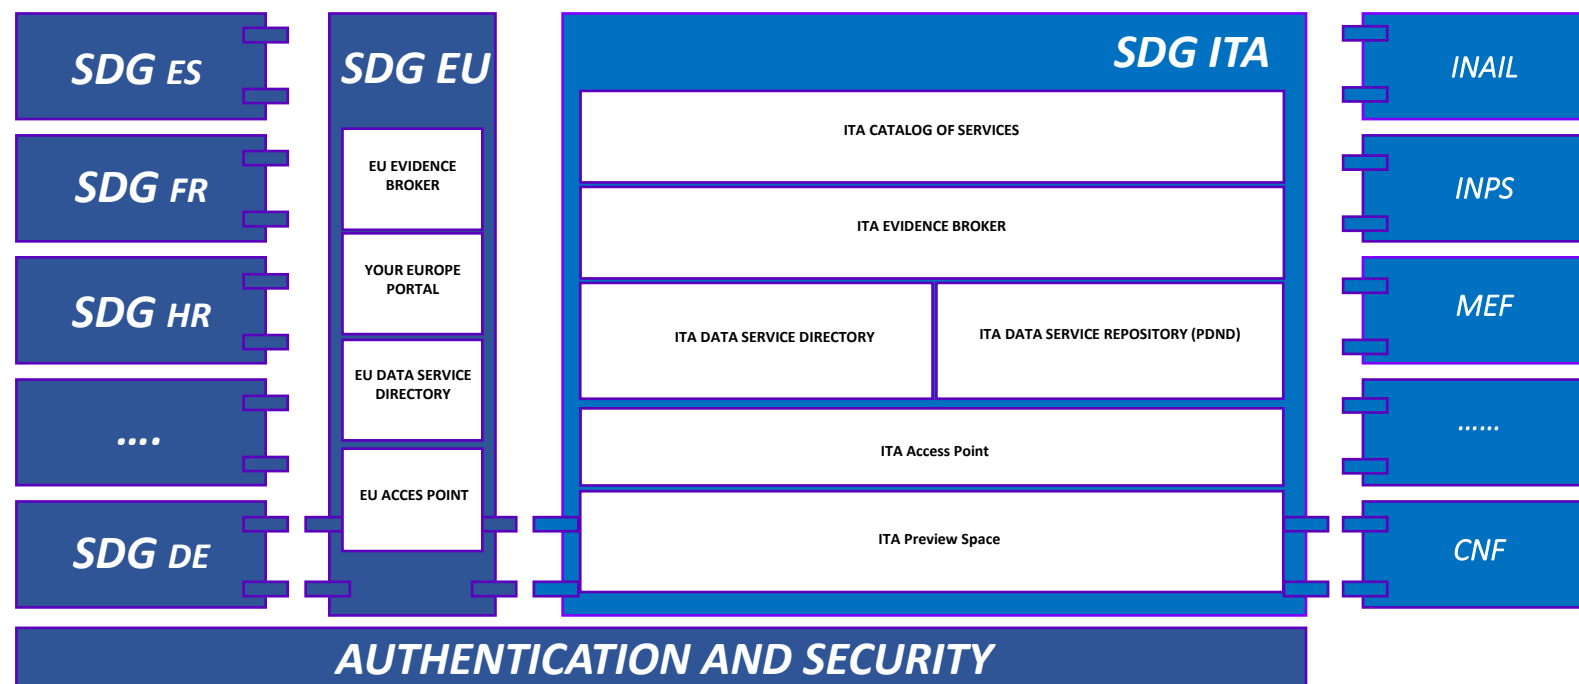 SDG ES
SDG FR
SDG HR
....
SDG DE
SDG EU
EU EVIDENCE
BROKER
YOUR EUROPE
PORTAL
EU DATA SERVICE
DIRECTORY
EU ACCES POINT
SDG ITA
ITA CATALOG OF SERVICES
ITA EVIDENCE BROKER
ITA DATA SERVICE DIRECTORY
ITA DATA SERVICE REPOSITORY (PDND)
ITA Access Point
ITA Preview Space
INAIL
INPS
MEF
......
CNF
AUTHENTICATION AND SECURITY